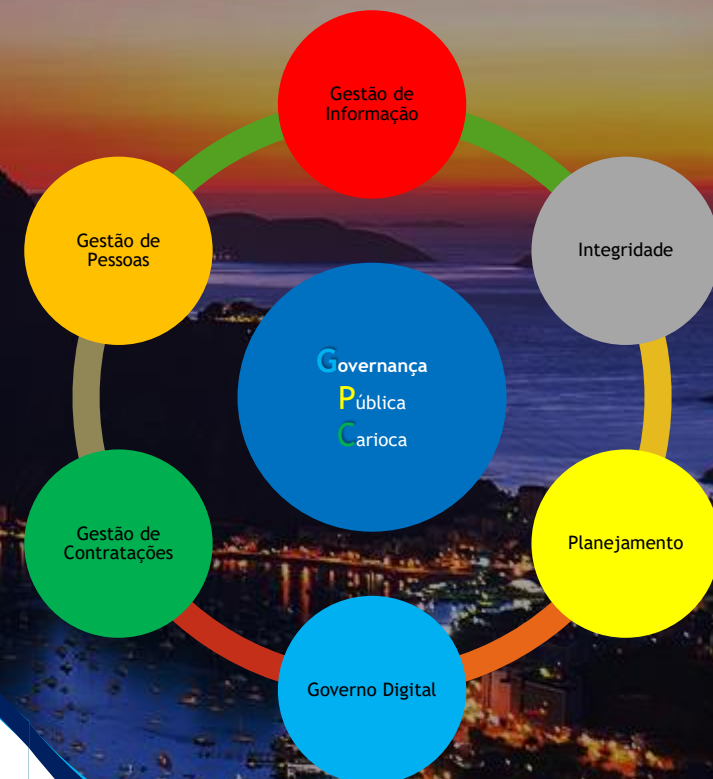 Gestão de
Informação
Integridade
Planejamento
Governo Digital
Gestão de
Contratações
Gestão de
Pessoas
Governança
Pública
Carioca